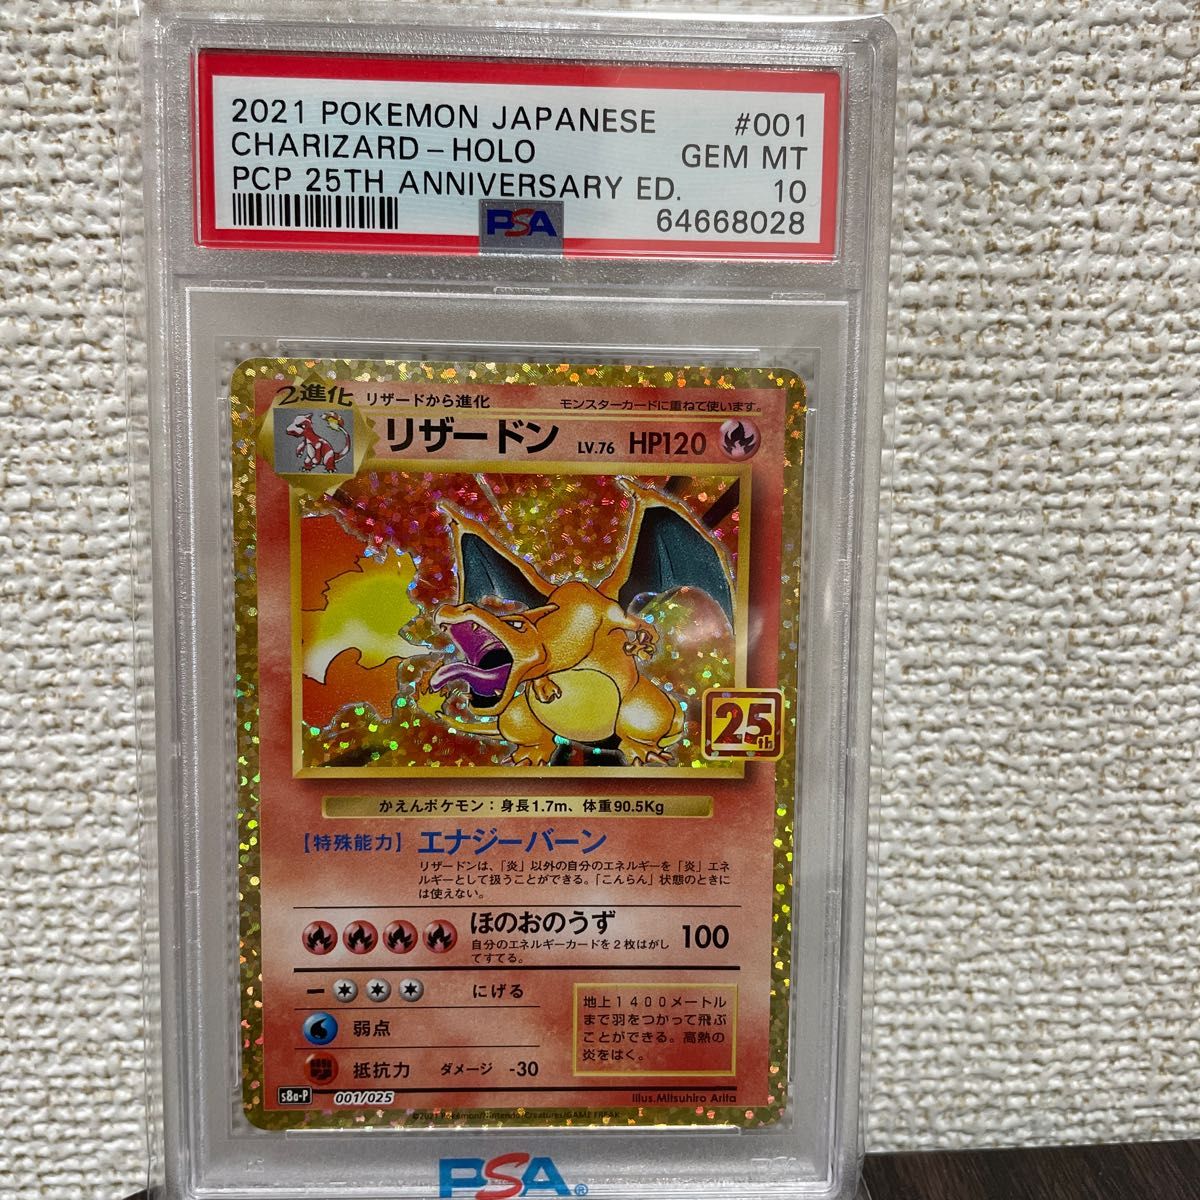 2021 POKEMON JAPANESE #001
CHARIZARD-HOLO GEM MT
PCP 25TH ANNIVERSARY ED. 10
PSA 64668028
2進化 リザードから進化 モンスターカードに重ねて使います。
リザードン LV.76 HP120
25th
かえんポケモン：身長1.7m、体重90.5Kg
【特殊能力】エナジーバーン
リザードンは、「炎」以外の自分のエネルギーを「炎」エネ
ルギーとして扱うことができる。「こんらん」状態のときに
は使えない。
ほのおのうず 100
自分のエネルギーカードを２枚はがし
てすてる。
にげる
弱点
抵抗力 ダメージ -30
地上1400メートル
まで羽をつかって飛ぶ
ことができる。高熱の
炎をはく。
s8a-P 001/025 Illus.Mitsuhiro Arita
©2021 Pokémon/Nintendo/Creatures/GAME FREAK
PSA®